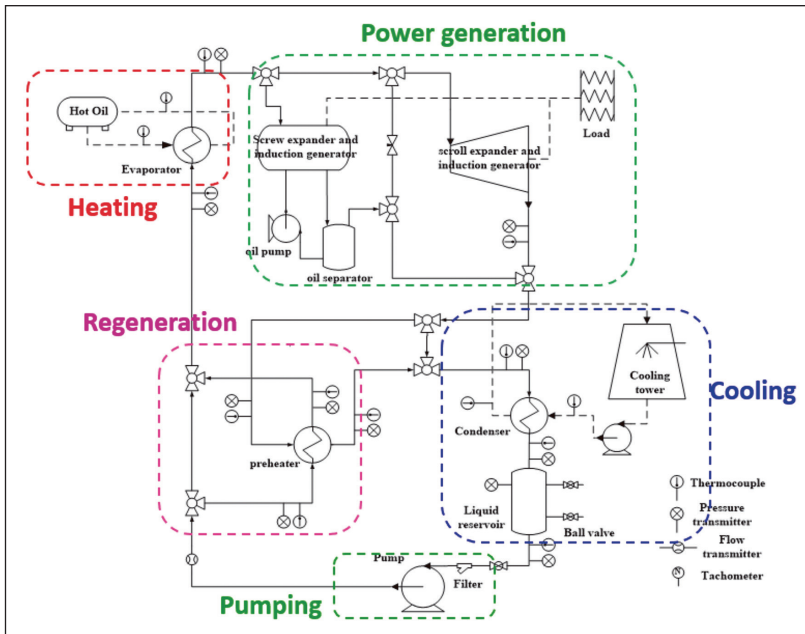 Power generation
Hot Oil
Evaporator
Heating
Screw expander and
induction generator
scroll expander and
induction generator
Load
oil pump
oil separator
Regeneration
preheater
Cooling
tower
Cooling
Condenser
Liquid
reservoir
Ball valve
Thermocouple
Pressure
transmitter
Flow
transmitter
N
Tachometer
Pump
Filter
Pumping